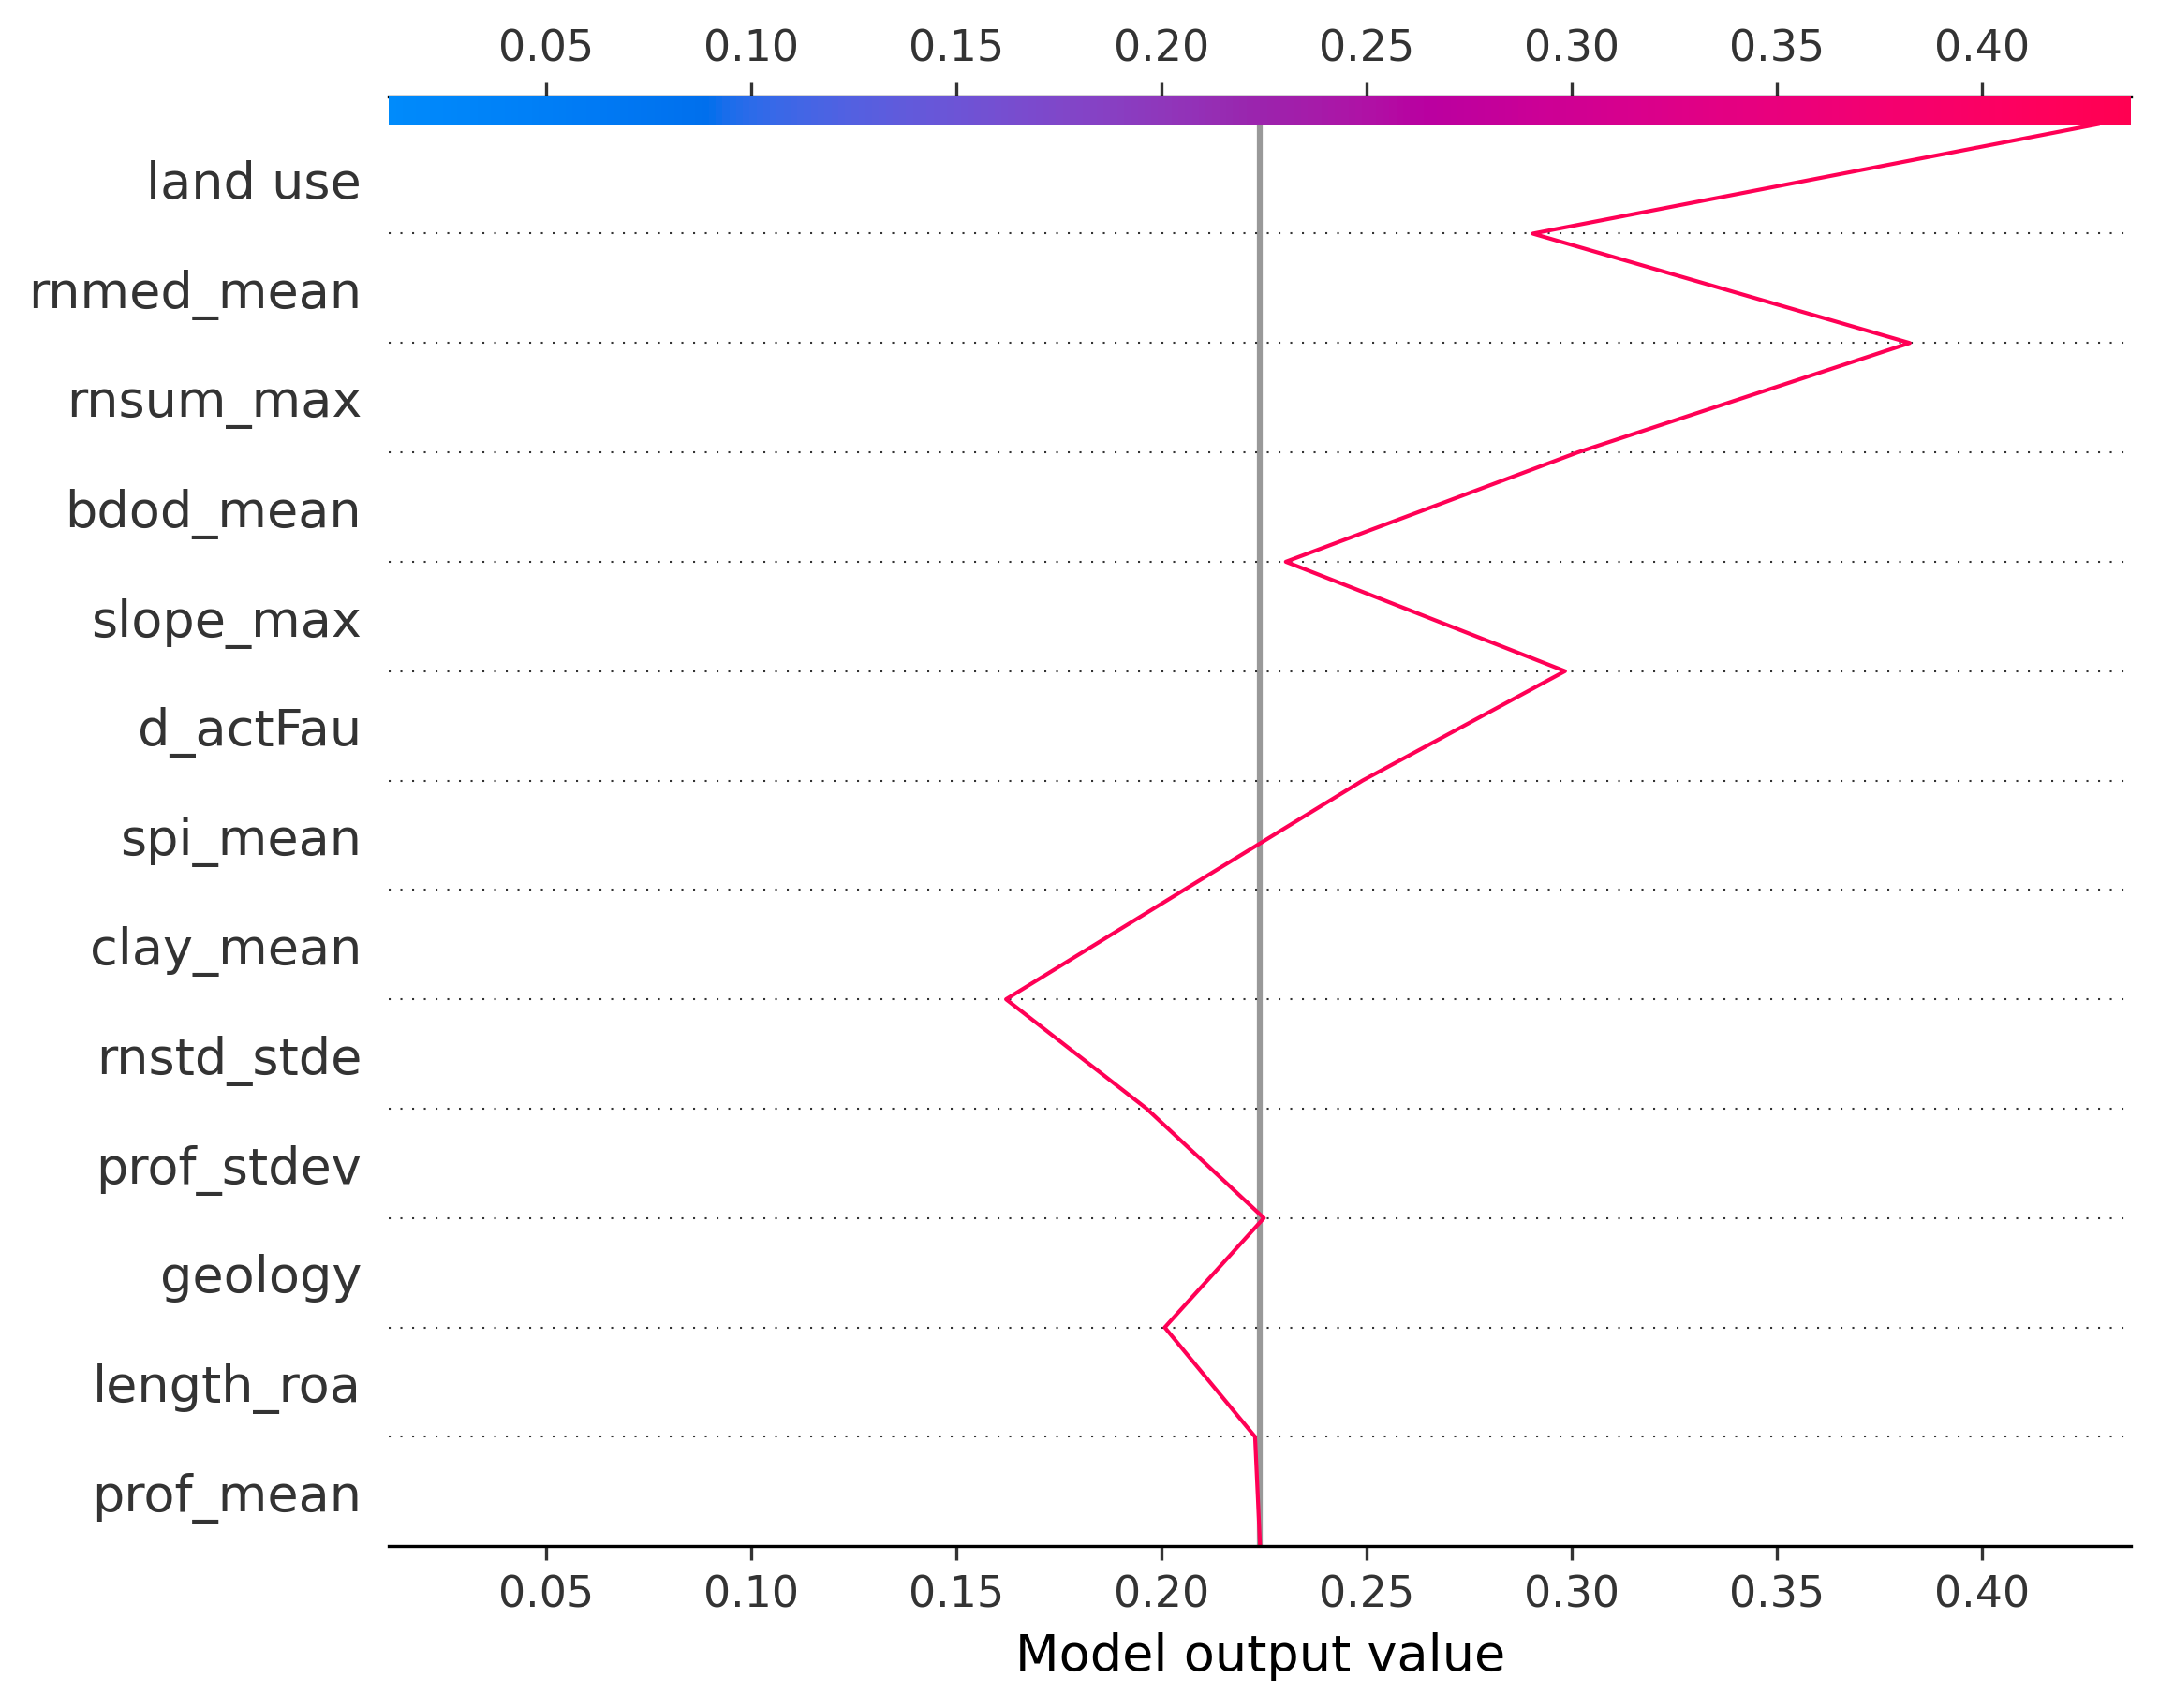 0.05 0.10 0.15 0.20 0.25 0.30 0.35 0.40
land use
rnmed_mean
rnsum_max
bdod_mean
slope_max
d_actFau
spi_mean
clay_mean
rnstd_stde
prof_stdev
geology
length_roa
prof_mean
0.05 0.10 0.15 0.20 0.25 0.30 0.35 0.40
Model output value